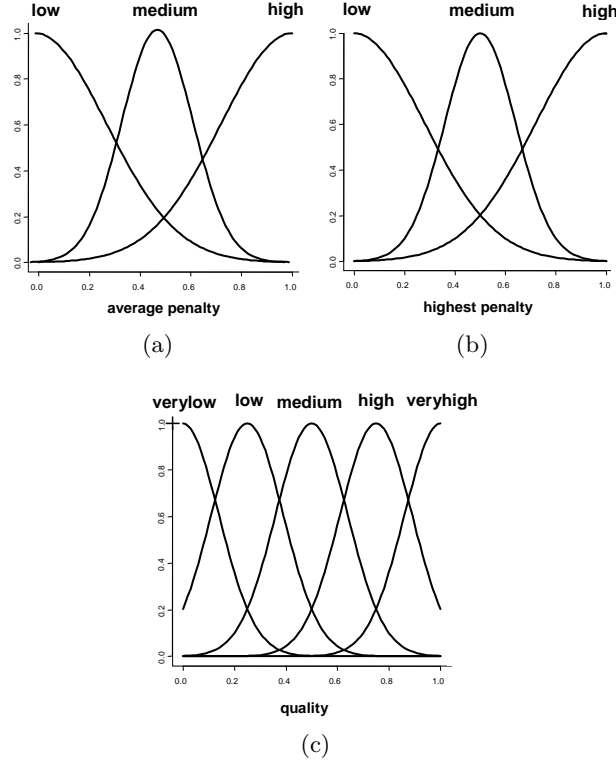 low medium high
1.0
0.8
0.6
0.4
0.2
0.0
0.0 0.2 0.4 0.6 0.8 1.0
average penalty
(a)
low medium high
1.0
0.8
0.6
0.4
0.2
0.0
0.0 0.2 0.4 0.6 0.8 1.0
highest penalty
(b)
verylow low medium high veryhigh
1.0
0.8
0.6
0.4
0.2
0.0
0.0 0.2 0.4 0.6 0.8 1.0
quality
(c)